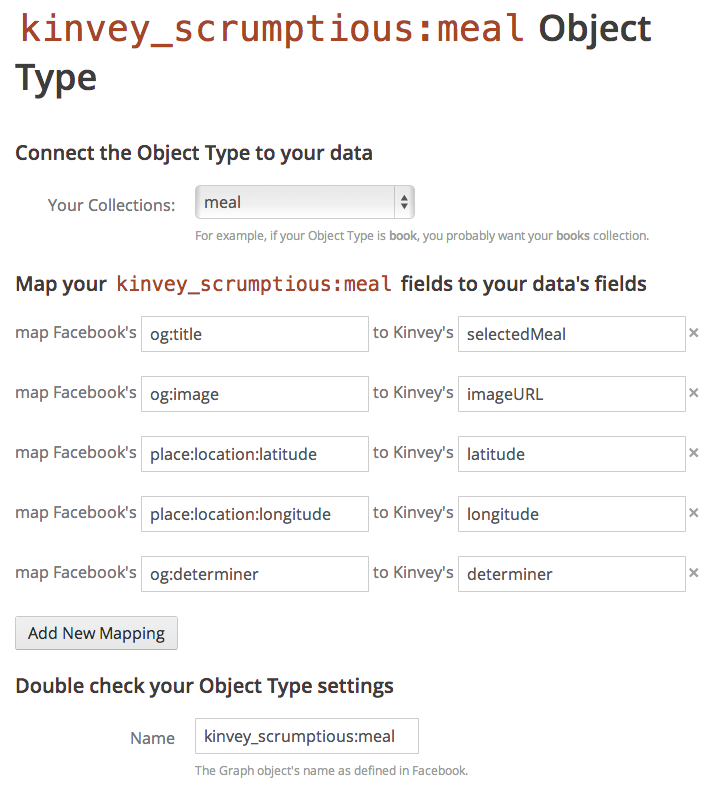 kinvey_scrumptious:meal Object
Type
Connect the Object Type to your data
Your Collections: meal
For example, if your Object Type is book, you probably want your books collection.
Map your kinvey_scrumptious:meal fields to your data's fields
map Facebook's og:title to Kinvey's selectedMeal ×
map Facebook's og:image to Kinvey's imageURL ×
map Facebook's place:location:latitude to Kinvey's latitude ×
map Facebook's place:location:longitude to Kinvey's longitude ×
map Facebook's og:determiner to Kinvey's determiner ×
Add New Mapping
Double check your Object Type settings
Name kinvey_scrumptious:meal
The Graph object's name as defined in Facebook.